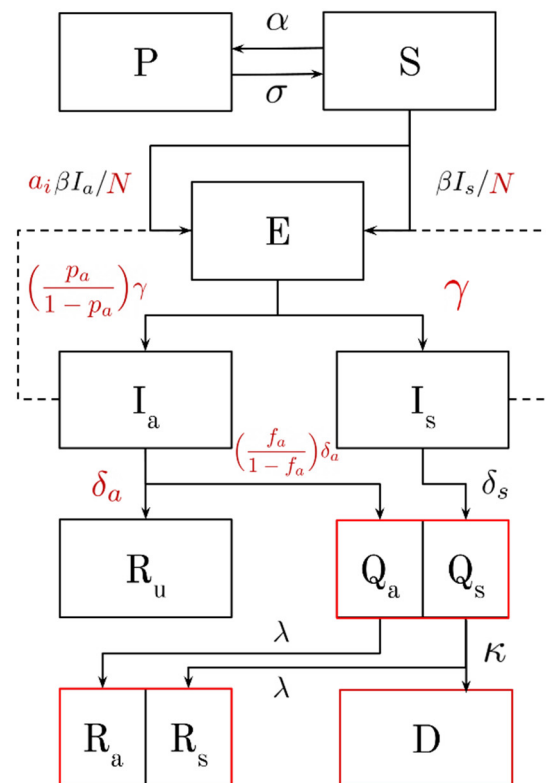 α
P
S
σ
a_i βI_a/N
βI_s/N
E
(p_a/(1 − p_a))γ
γ
I_a
I_s
(f_a/(1 − f_a))δ_a
δ_a
δ_s
R_u
Q_a
Q_s
λ
κ
λ
R_a
R_s
D